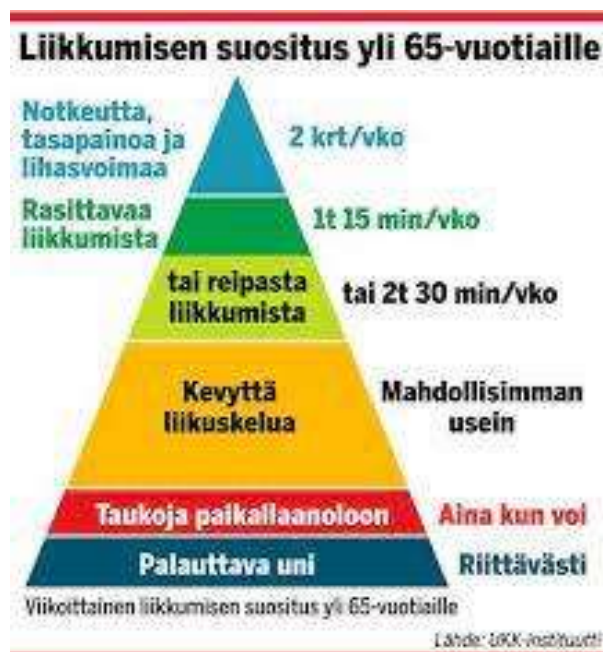 Liikkumisen suositus yli 65-vuotiaille
Notkeutta,
tasapainoa ja
lihasvoimaa
2 krt/vko
Rasittavaa
liikkumista
1t 15 min/vko
tai reipasta
liikkumista
tai 2t 30 min/vko
Kevyttä
liikuskelua
Mahdollisimman
usein
Taukoja paikallaanoloon
Aina kun voi
Palauttava uni
Riittävästi
Viikoittainen liikkumisen suositus yli 65-vuotiaille
Lähde: UKK-instituutti